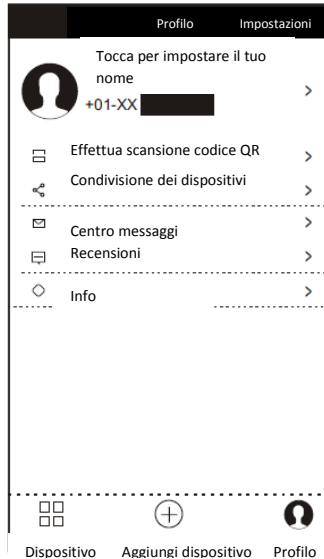 Profilo Impostazioni
Tocca per impostare il tuo
nome
+01-XX
Effettua scansione codice QR
Condivisione dei dispositivi
Centro messaggi
Recensioni
Info
Dispositivo Aggiungi dispositivo Profilo